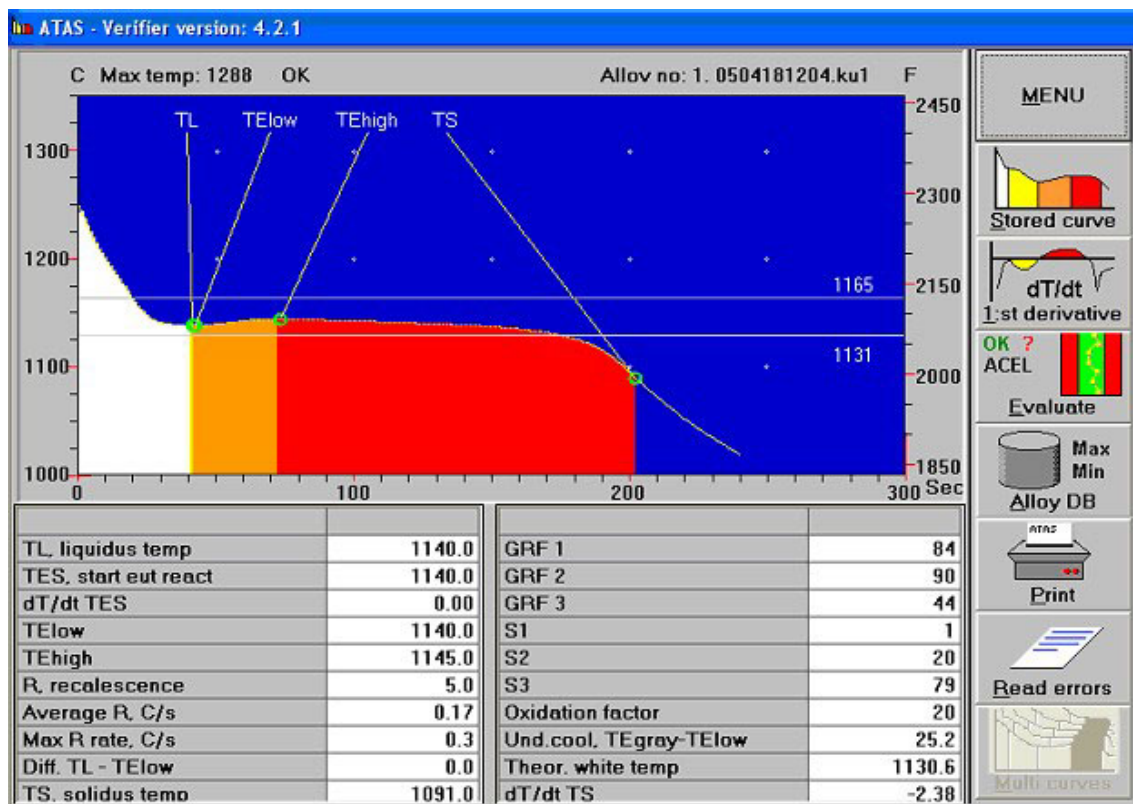 ATAS - Verifier version: 4.2.1
C Max temp: 1288 OK Alloy no: 1. 0504181204.ku1 F
TL TElow TEhigh TS
1300
1200
1100
1000
2450
2300
2150
2000
1850
1165
1131
0 100 200 300 Sec
TL, liquidus temp 1140.0
TES, start eut react 1140.0
dT/dt TES 0.00
TElow 1140.0
TEhigh 1145.0
R, recalescence 5.0
Average R, C/s 0.17
Max R rate, C/s 0.3
Diff. TL - TElow 0.0
TS, solidus temp 1091.0
GRF 1 84
GRF 2 90
GRF 3 44
S1 1
S2 20
S3 79
Oxidation factor 20
Und.cool, TEgray-TElow 25.2
Theor. white temp 1130.6
dT/dt TS -2.38
MENU
Stored curve
dT/dt
1:st derivative
OK ?
ACEL
Evaluate
Max
Min
Alloy DB
ATAS
Print
Read errors
Multi curves